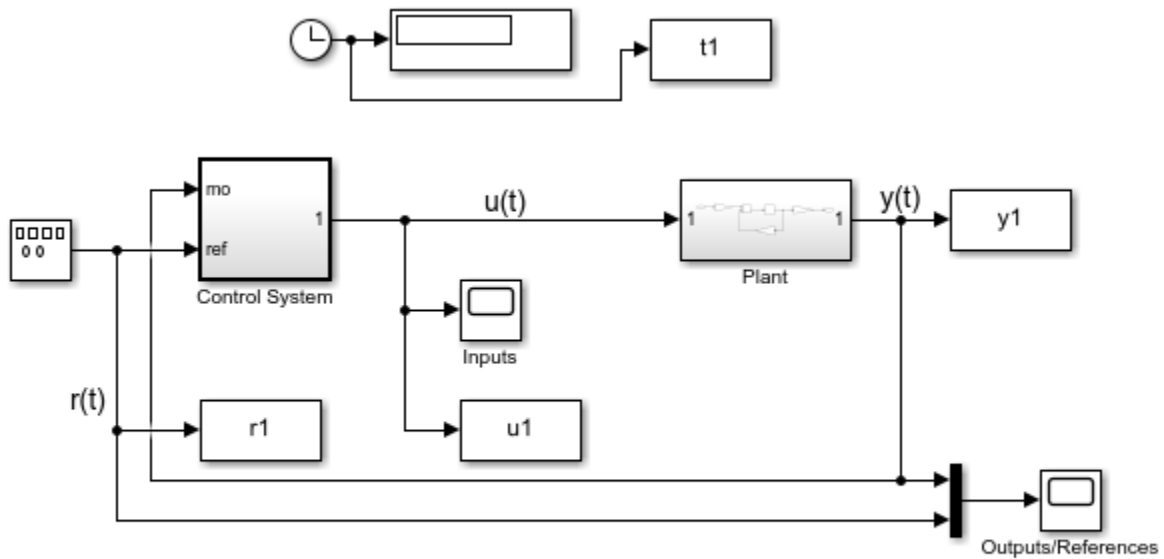 t1
mo
1
ref
Control System
u(t)
1
1
Plant
y(t)
y1
Inputs
r(t)
r1
u1
Outputs/References